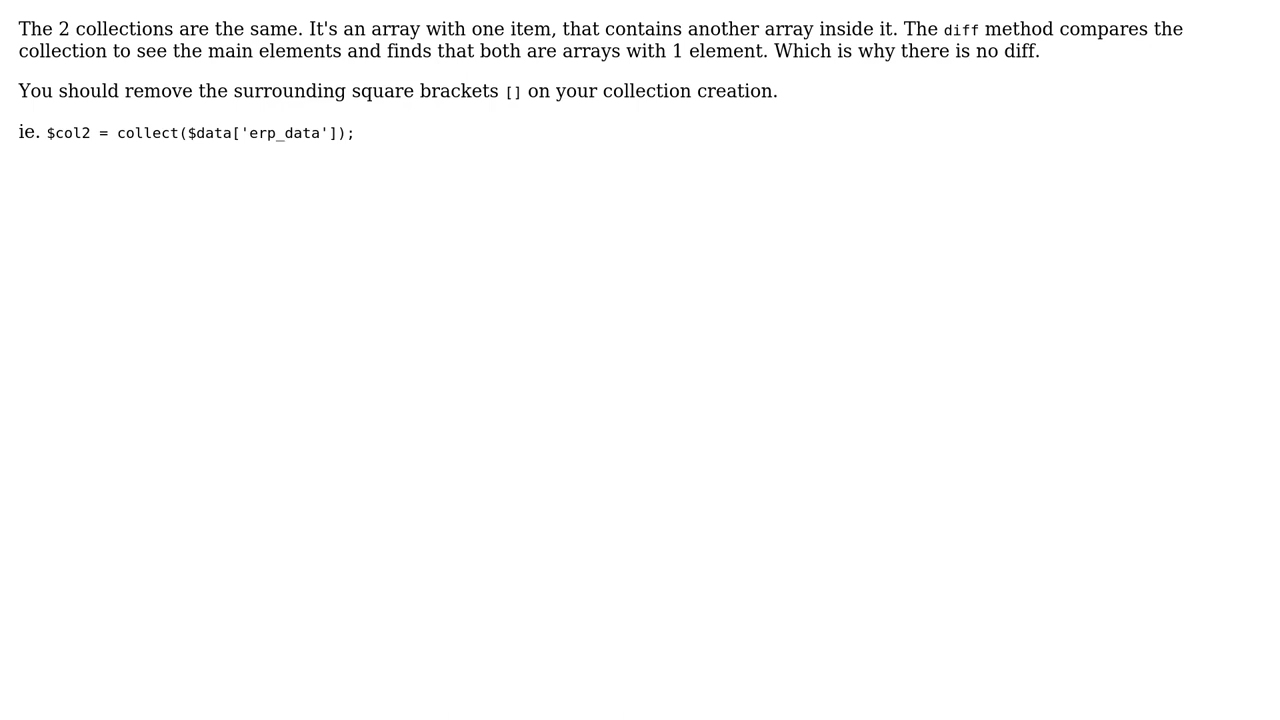 The 2 collections are the same. It's an array with one item, that contains another array inside it. The diff method compares the
collection to see the main elements and finds that both are arrays with 1 element. Which is why there is no diff.
You should remove the surrounding square brackets [] on your collection creation.
ie. $col2 = collect($data['erp_data']);